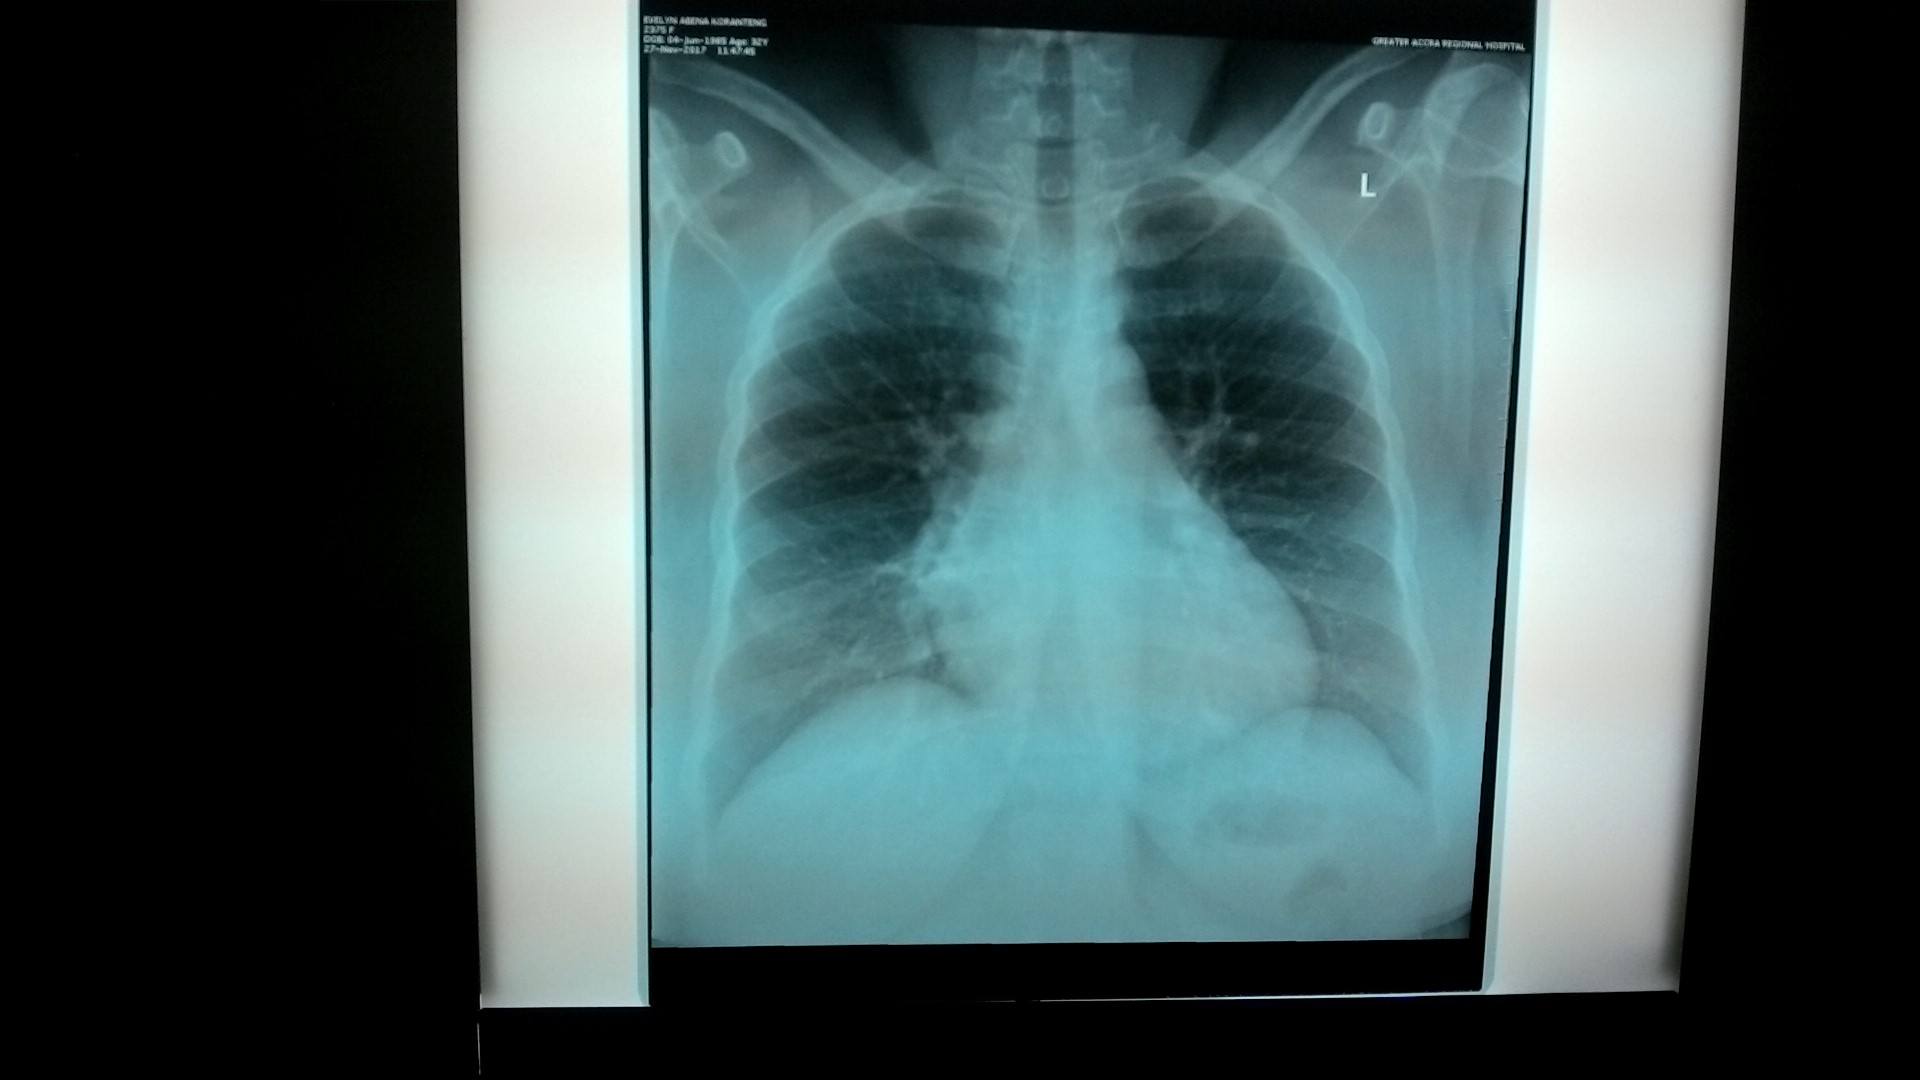 EVELYN ABENA KORANTENG
2375 F
DOB: 04-Jun-1985 Age: 32Y
27-Nov-2017 11:47:45
GREATER ACCRA REGIONAL HOSPITAL
L